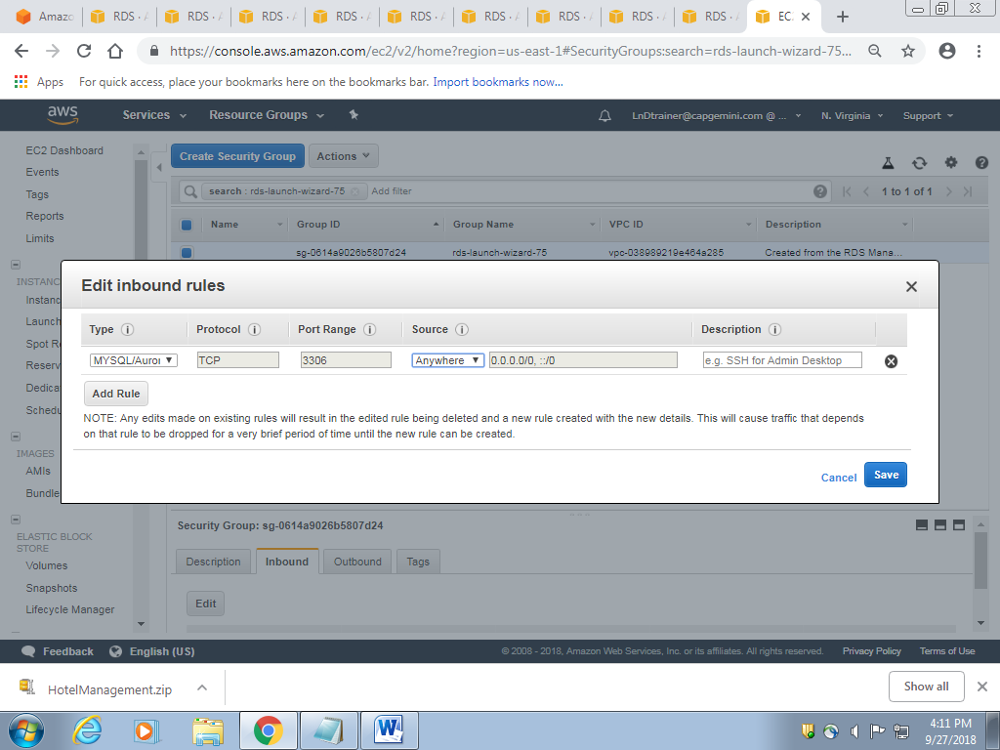 Amazo
RDS ·
RDS ·
RDS ·
RDS ·
RDS ·
RDS ·
RDS ·
RDS ·
RDS ·
EC
https://console.aws.amazon.com/ec2/v2/home?region=us-east-1#SecurityGroups:search=rds-launch-wizard-75...
Apps For quick access, place your bookmarks here on the bookmarks bar. Import bookmarks now...
aws Services Resource Groups LnDtrainer@capgemini.com @ ... N. Virginia Support
EC2 Dashboard
Events
Tags
Reports
Limits
INSTANC
Instanc
Launch
Spot Re
Reserv
Dedica
Schedu
IMAGES
AMIs
Bundle
ELASTIC BLOCK
STORE
Volumes
Snapshots
Lifecycle Manager
Create Security Group Actions
search : rds-launch-wizard-75 Add filter 1 to 1 of 1
Name Group ID Group Name VPC ID Description
sg-0614a9026b5807d24 rds-launch-wizard-75 vpc-038989219e464a285 Created from the RDS Mana...
Edit inbound rules
Type Protocol Port Range Source Description
MYSQL/Auror TCP 3306 Anywhere 0.0.0.0/0, ::/0 e.g. SSH for Admin Desktop
Add Rule
NOTE: Any edits made on existing rules will result in the edited rule being deleted and a new rule created with the new details. This will cause traffic that depends
on that rule to be dropped for a very brief period of time until the new rule can be created.
Cancel Save
Security Group: sg-0614a9026b5807d24
Description Inbound Outbound Tags
Edit
Feedback English (US) © 2008 - 2018, Amazon Web Services, Inc. or its affiliates. All rights reserved. Privacy Policy Terms of Use
HotelManagement.zip Show all
4:11 PM
9/27/2018